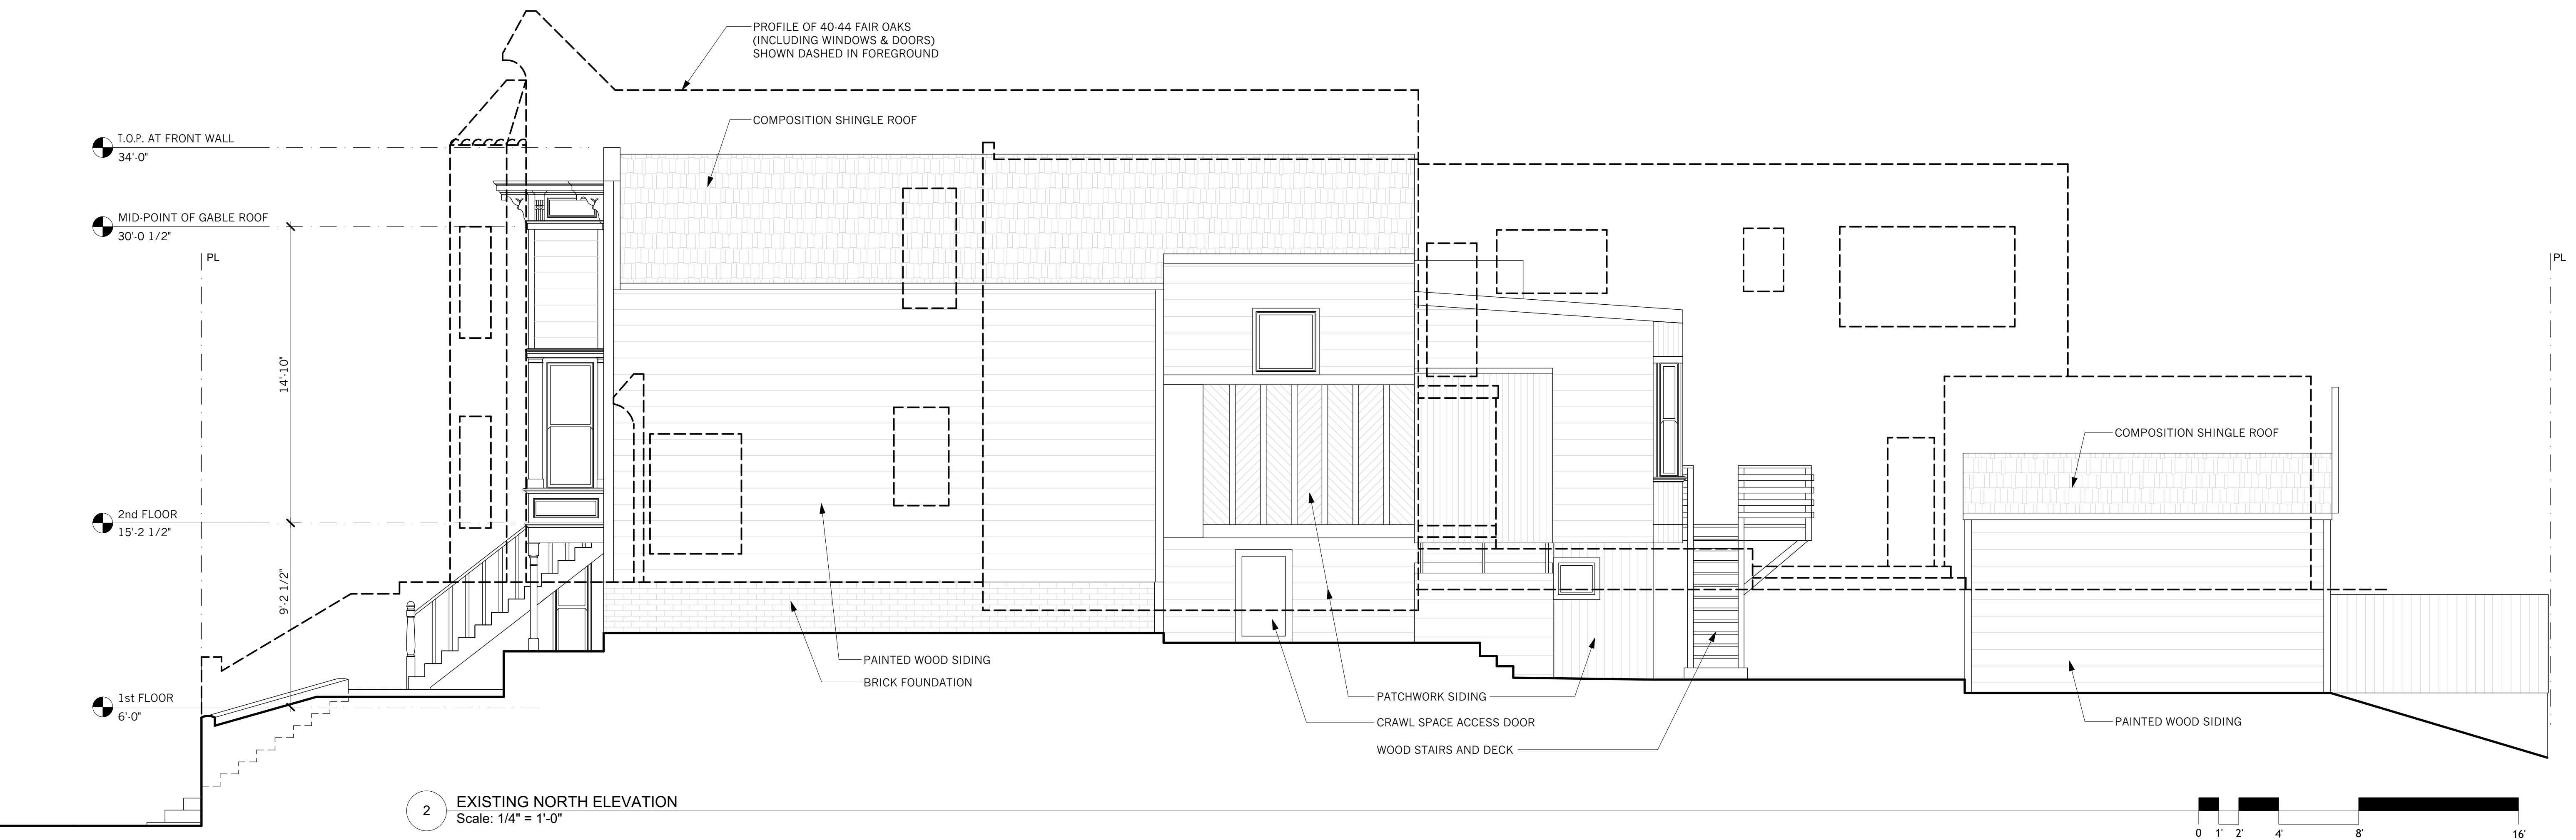 PROFILE OF 40-44 FAIR OAKS
(INCLUDING WINDOWS & DOORS)
SHOWN DASHED IN FOREGROUND
COMPOSITION SHINGLE ROOF
T.O.P. AT FRONT WALL
34'-0"
MID-POINT OF GABLE ROOF
30'-0 1/2"
PL
PL
14'-10"
COMPOSITION SHINGLE ROOF
2nd FLOOR
15'-2 1/2"
9'-2 1/2"
PAINTED WOOD SIDING
BRICK FOUNDATION
1st FLOOR
6'-0"
PATCHWORK SIDING
CRAWL SPACE ACCESS DOOR
WOOD STAIRS AND DECK
PAINTED WOOD SIDING
2
EXISTING NORTH ELEVATION
Scale: 1/4" = 1'-0"
0 1' 2' 4' 8' 16'